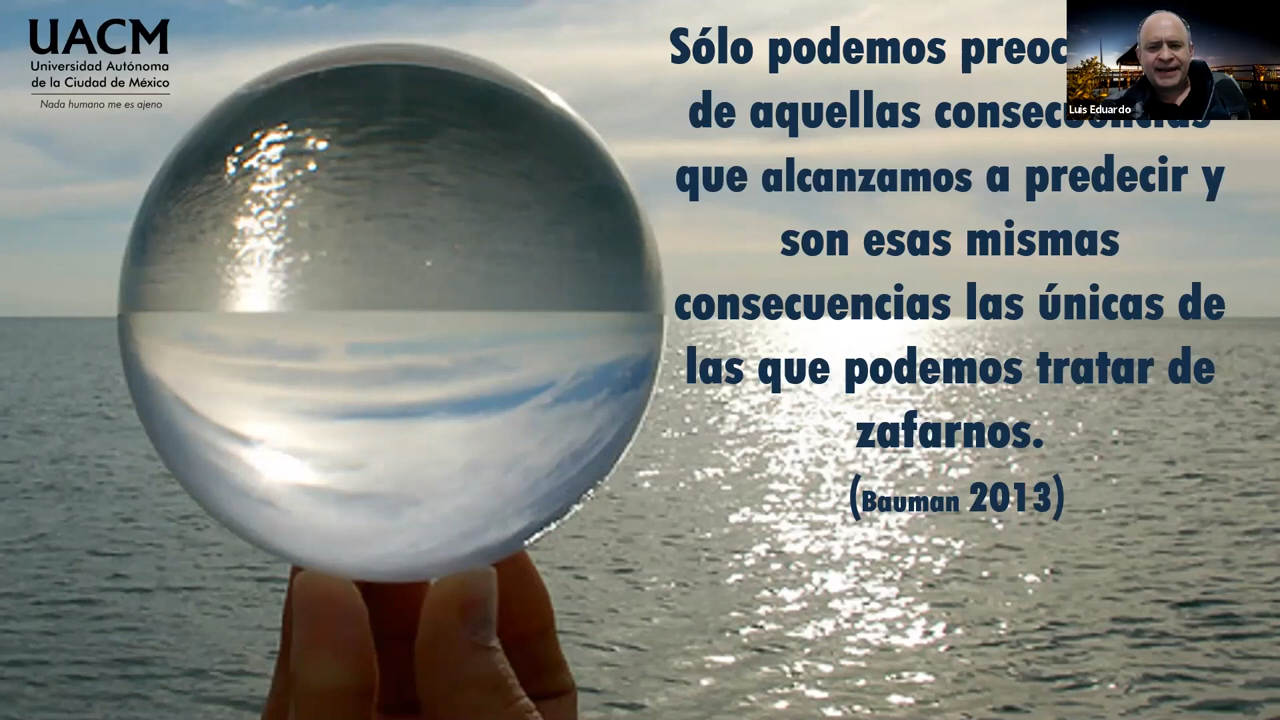 UACM
Universidad Autónoma
de la Ciudad de México
Nada humano me es ajeno
Sólo podemos
de aquellas
que alcanzamos a predecir y
son esas mismas
consecuencias las únicas de
las que podemos tratar de
zafarnos.
(Bauman 2013)
Luis Eduardo